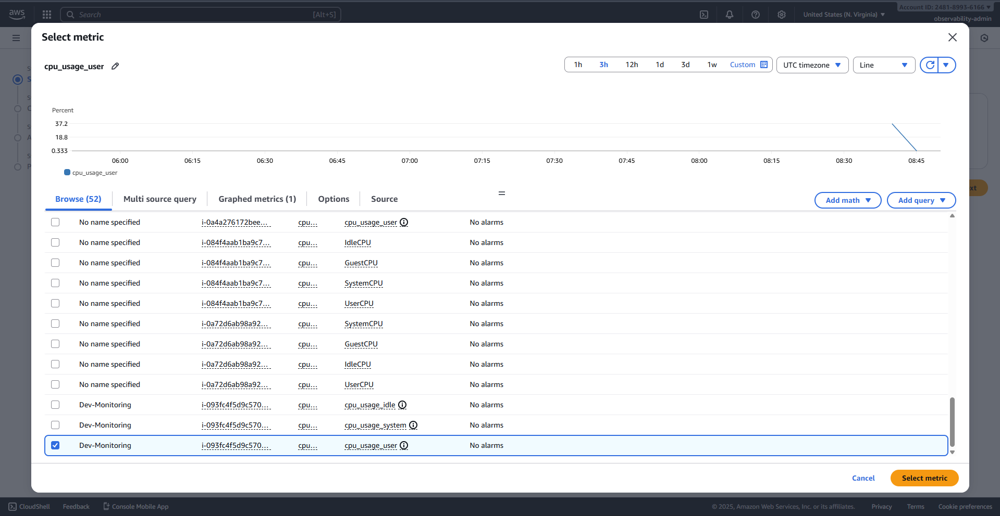 aws
Search [Alt+S]
United States (N. Virginia)
Account ID: 2481-8993-6166
observability-admin
Select metric
cpu_usage_user
1h 3h 12h 1d 3d 1w Custom
UTC timezone
Line
Percent
37.2
18.8
0.333
06:00 06:15 06:30 06:45 07:00 07:15 07:30 07:45 08:00 08:15 08:30 08:45
cpu_usage_user
Browse (52) Multi source query Graphed metrics (1) Options Source
Add math Add query
No name specified i-0a4a276172bee... cpu... cpu_usage_user No alarms
No name specified i-084f4aab1ba9c7... cpu... IdleCPU No alarms
No name specified i-084f4aab1ba9c7... cpu... GuestCPU No alarms
No name specified i-084f4aab1ba9c7... cpu... SystemCPU No alarms
No name specified i-084f4aab1ba9c7... cpu... UserCPU No alarms
No name specified i-0a72d6ab98a92... cpu... SystemCPU No alarms
No name specified i-0a72d6ab98a92... cpu... GuestCPU No alarms
No name specified i-0a72d6ab98a92... cpu... IdleCPU No alarms
No name specified i-0a72d6ab98a92... cpu... UserCPU No alarms
Dev-Monitoring i-093fc4f5d9c570... cpu... cpu_usage_idle No alarms
Dev-Monitoring i-093fc4f5d9c570... cpu... cpu_usage_system No alarms
Dev-Monitoring i-093fc4f5d9c570... cpu... cpu_usage_user No alarms
Cancel Select metric
CloudShell Feedback Console Mobile App
© 2025, Amazon Web Services, Inc. or its affiliates. Privacy Terms Cookie preferences